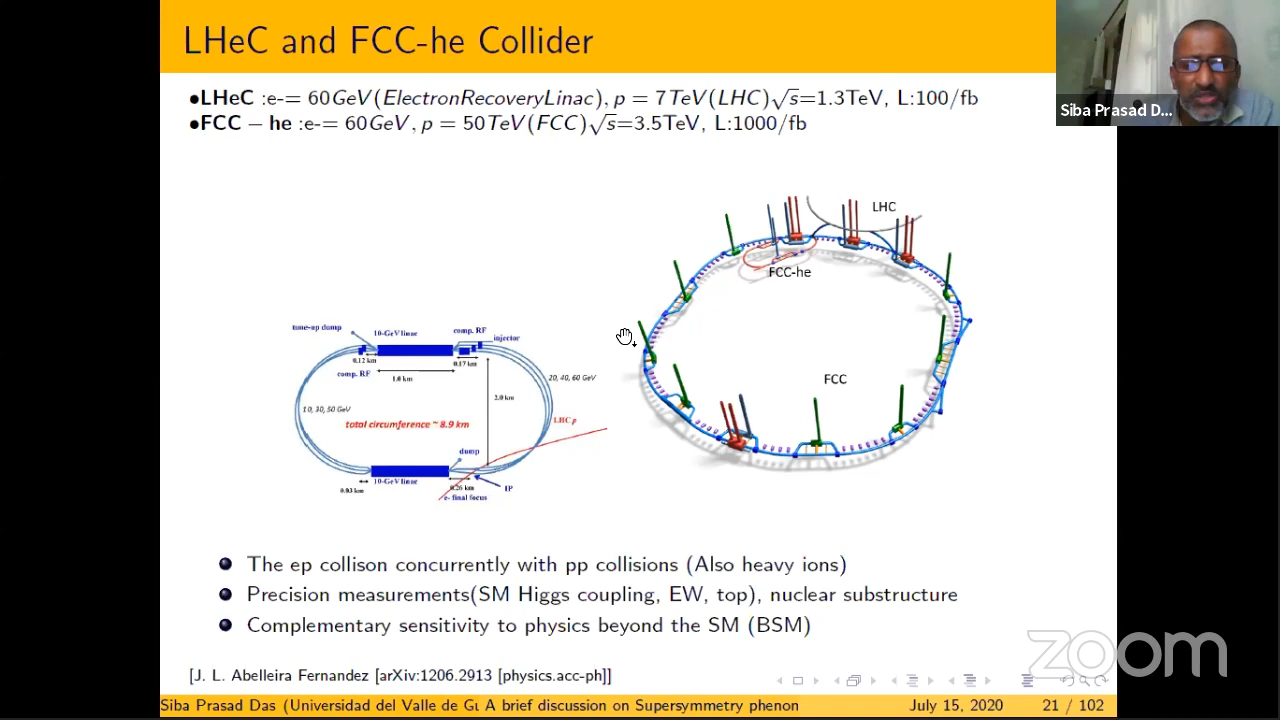 LHeC and FCC-he Collider
Siba Prasad D...
●LHeC :e-= 60GeV(ElectronRecoveryLinac), p = 7TeV(LHC)√s=1.3TeV, L:100/fb
●FCC − he :e-= 60GeV, p = 50TeV(FCC)√s=3.5TeV, L:1000/fb
LHC
FCC-he
FCC
tune-up dump
10-GeV linac
comp. RF
injector
0.12 km
0.17 km
comp. RF
1.0 km
20, 40, 60 GeV
2.0 km
10, 30, 50 GeV
total circumference ~ 8.9 km
LHC p
dump
10-GeV linac
0.03 km
0.26 km
IP
e- final focus
The ep collison concurrently with pp collisions (Also heavy ions)
Precision measurements(SM Higgs coupling, EW, top), nuclear substructure
Complementary sensitivity to physics beyond the SM (BSM)
zoom
[J. L. Abelleira Fernandez [arXiv:1206.2913 [physics.acc-ph]]
Siba Prasad Das (Universidad del Valle de Gu A brief discussion on Supersymmetry phenon July 15, 2020 21 / 102